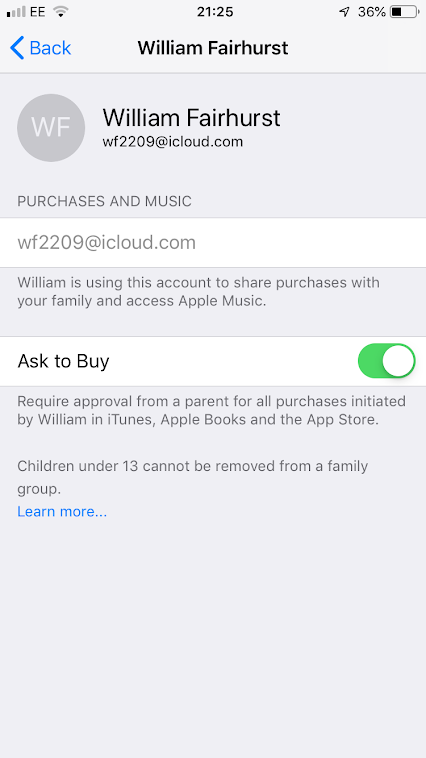 EE 21:25 36%
Back William Fairhurst
WF
William Fairhurst
wf2209@icloud.com
PURCHASES AND MUSIC
wf2209@icloud.com
William is using this account to share purchases with
your family and access Apple Music.
Ask to Buy
Require approval from a parent for all purchases initiated
by William in iTunes, Apple Books and the App Store.
Children under 13 cannot be removed from a family
group.
Learn more...